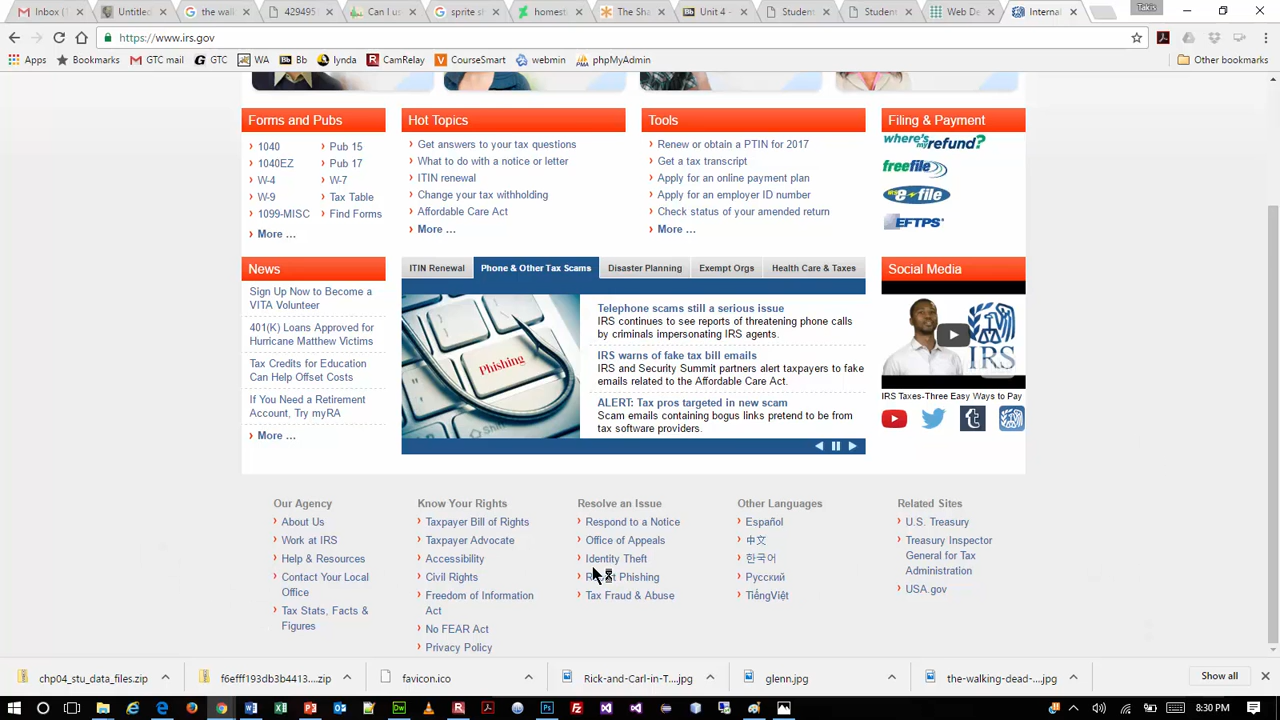 Inbox (
Untitled
the wal
429495
Can I u
sprite sh
homest
The Sha
Unit 4 -
Student
Student
Web De
Internal
Takis
https://www.irs.gov
Apps
Bookmarks
GTC mail
GTC
WA
Bb
lynda
CamRelay
CourseSmart
webmin
phpMyAdmin
Other bookmarks
Forms and Pubs
1040
Pub 15
1040EZ
Pub 17
W-4
W-7
W-9
Tax Table
1099-MISC
Find Forms
More ...
Hot Topics
Get answers to your tax questions
What to do with a notice or letter
ITIN renewal
Change your tax withholding
Affordable Care Act
More ...
Tools
Renew or obtain a PTIN for 2017
Get a tax transcript
Apply for an online payment plan
Apply for an employer ID number
Check status of your amended return
More ...
Filing & Payment
where's my refund?
freefile
IRS e-file
EFTPS
News
Sign Up Now to Become a
VITA Volunteer
401(K) Loans Approved for
Hurricane Matthew Victims
Tax Credits for Education
Can Help Offset Costs
If You Need a Retirement
Account, Try myRA
More ...
ITIN Renewal
Phone & Other Tax Scams
Disaster Planning
Exempt Orgs
Health Care & Taxes
Phishing
Shift
Telephone scams still a serious issue
IRS continues to see reports of threatening phone calls
by criminals impersonating IRS agents.
IRS warns of fake tax bill emails
IRS and Security Summit partners alert taxpayers to fake
emails related to the Affordable Care Act.
ALERT: Tax pros targeted in new scam
Scam emails containing bogus links pretend to be from
tax software providers.
Social Media
IRS
IRS Taxes-Three Easy Ways to Pay
Our Agency
About Us
Work at IRS
Help & Resources
Contact Your Local
Office
Tax Stats, Facts &
Figures
Know Your Rights
Taxpayer Bill of Rights
Taxpayer Advocate
Accessibility
Civil Rights
Freedom of Information
Act
No FEAR Act
Privacy Policy
Resolve an Issue
Respond to a Notice
Office of Appeals
Identity Theft
Phishing
Tax Fraud & Abuse
Other Languages
Español
中文
한국어
Русский
TiếngViệt
Related Sites
U.S. Treasury
Treasury Inspector
General for Tax
Administration
USA.gov
chp04_stu_data_files.zip
f6efff193db3b4413....zip
favicon.ico
Rick-and-Carl-in-T....jpg
glenn.jpg
the-walking-dead-....jpg
Show all
8:30 PM